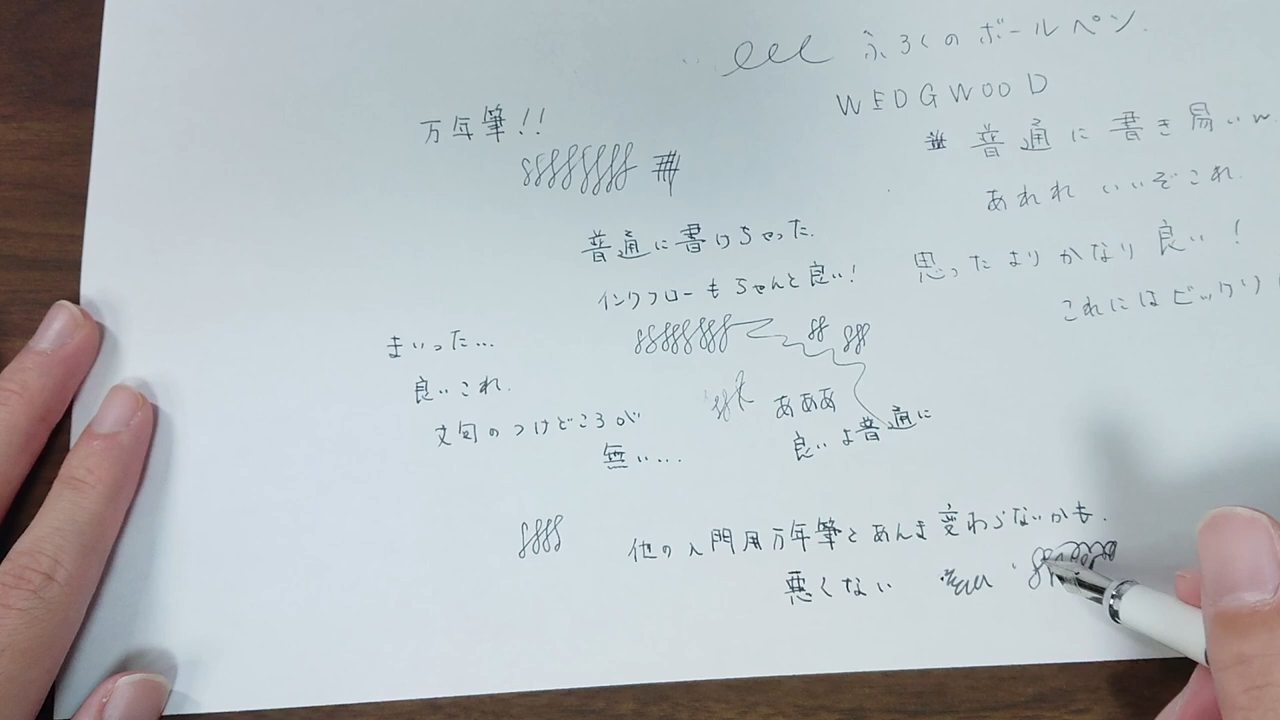 ふろくのボールペン.
WEDGWOOD
普通に書き易いw
あれれ いいぞこれ.
思ったよりかなり良い!
これにはビックリ
万年筆!!
普通に書けちゃった.
インクフローもちゃんと良い!
まいった...
良いこれ.
文句のつけどころが
無い...
あああ
良いよ普通に
他の入門用万年筆とあんま変わらないかも.
悪くない